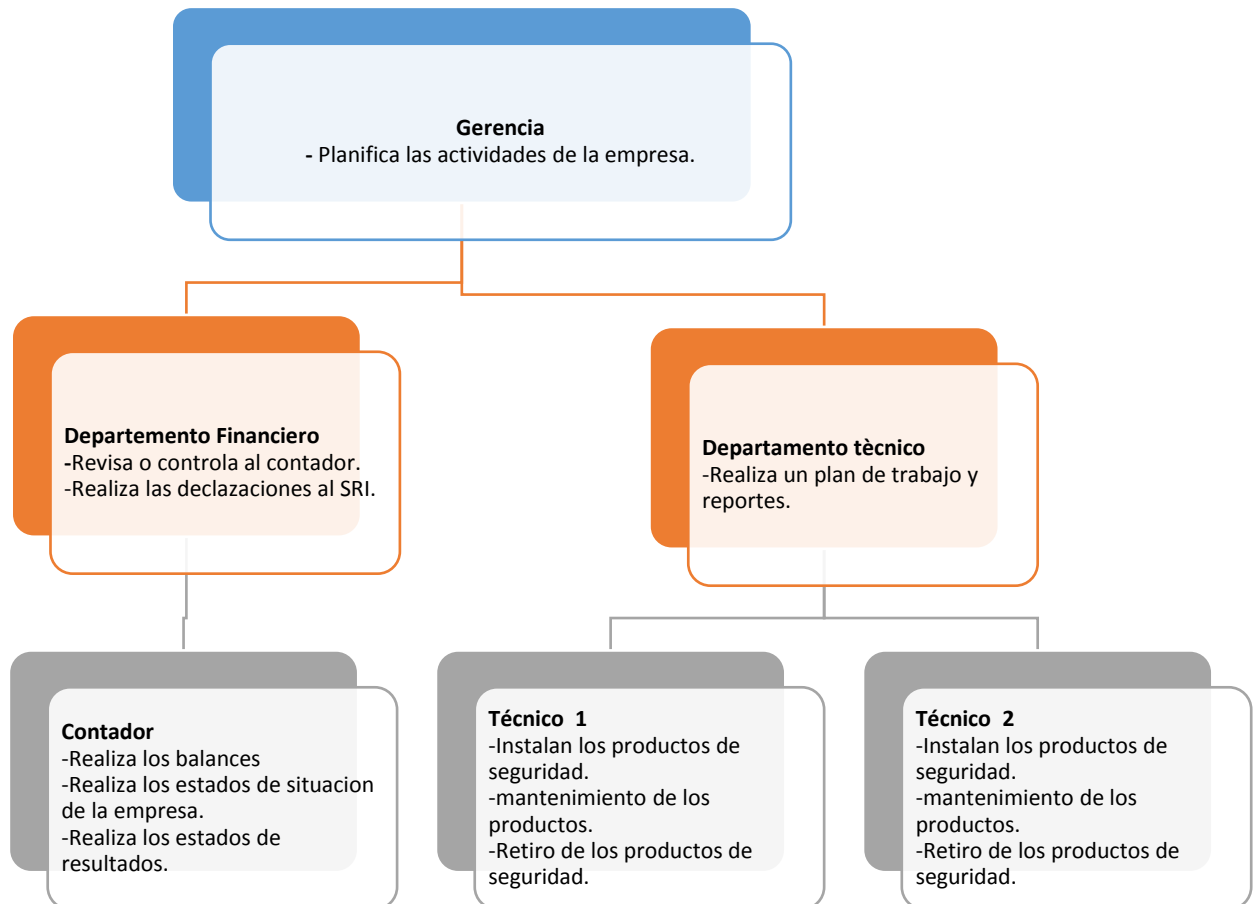 Gerencia
- Planifica las actividades de la empresa.
Departemento Financiero
-Revisa o controla al contador.
-Realiza las declazaciones al SRI.
Departamento tècnico
-Realiza un plan de trabajo y
reportes.
Contador
-Realiza los balances
-Realiza los estados de situacion
de la empresa.
-Realiza los estados de
resultados.
Técnico  1
-Instalan los productos de
seguridad.
-mantenimiento de los
productos.
-Retiro de los productos de
seguridad.
Técnico  2
-Instalan los productos de
seguridad.
-mantenimiento de los
productos.
-Retiro de los productos de
seguridad.